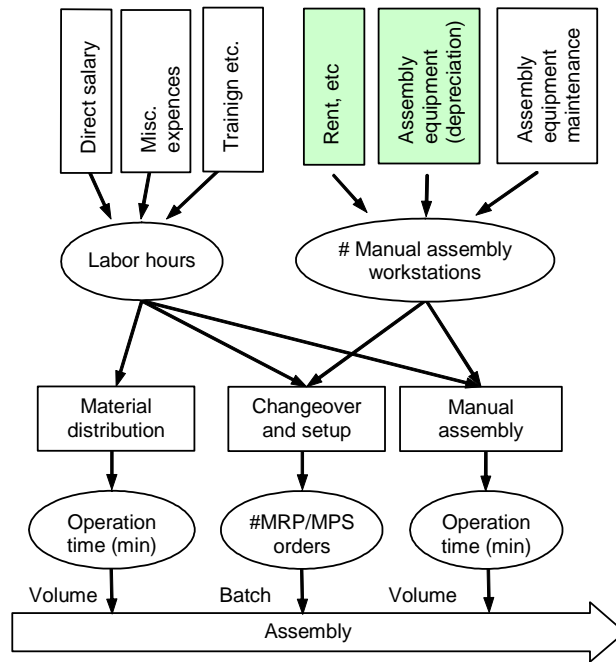 Direct salary
Misc.
expences
Trainign etc.
Rent, etc
Assembly
equipment
(depreciation)
Assembly
equipment
maintenance
Labor hours
# Manual assembly
workstations
Material
distribution
Changeover
and setup
Manual
assembly
Operation
time (min)
#MRP/MPS
orders
Operation
time (min)
Volume
Batch
Volume
Assembly